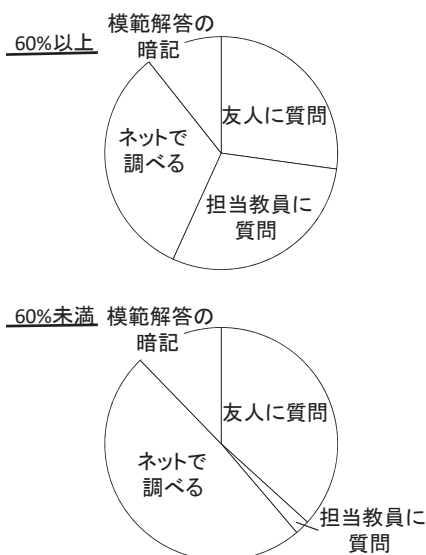 60%以上
模範解答の
暗記
友人に質問
ネットで
調べる
担当教員に
質問
60%未満
模範解答の
暗記
友人に質問
ネットで
調べる
担当教員に
質問